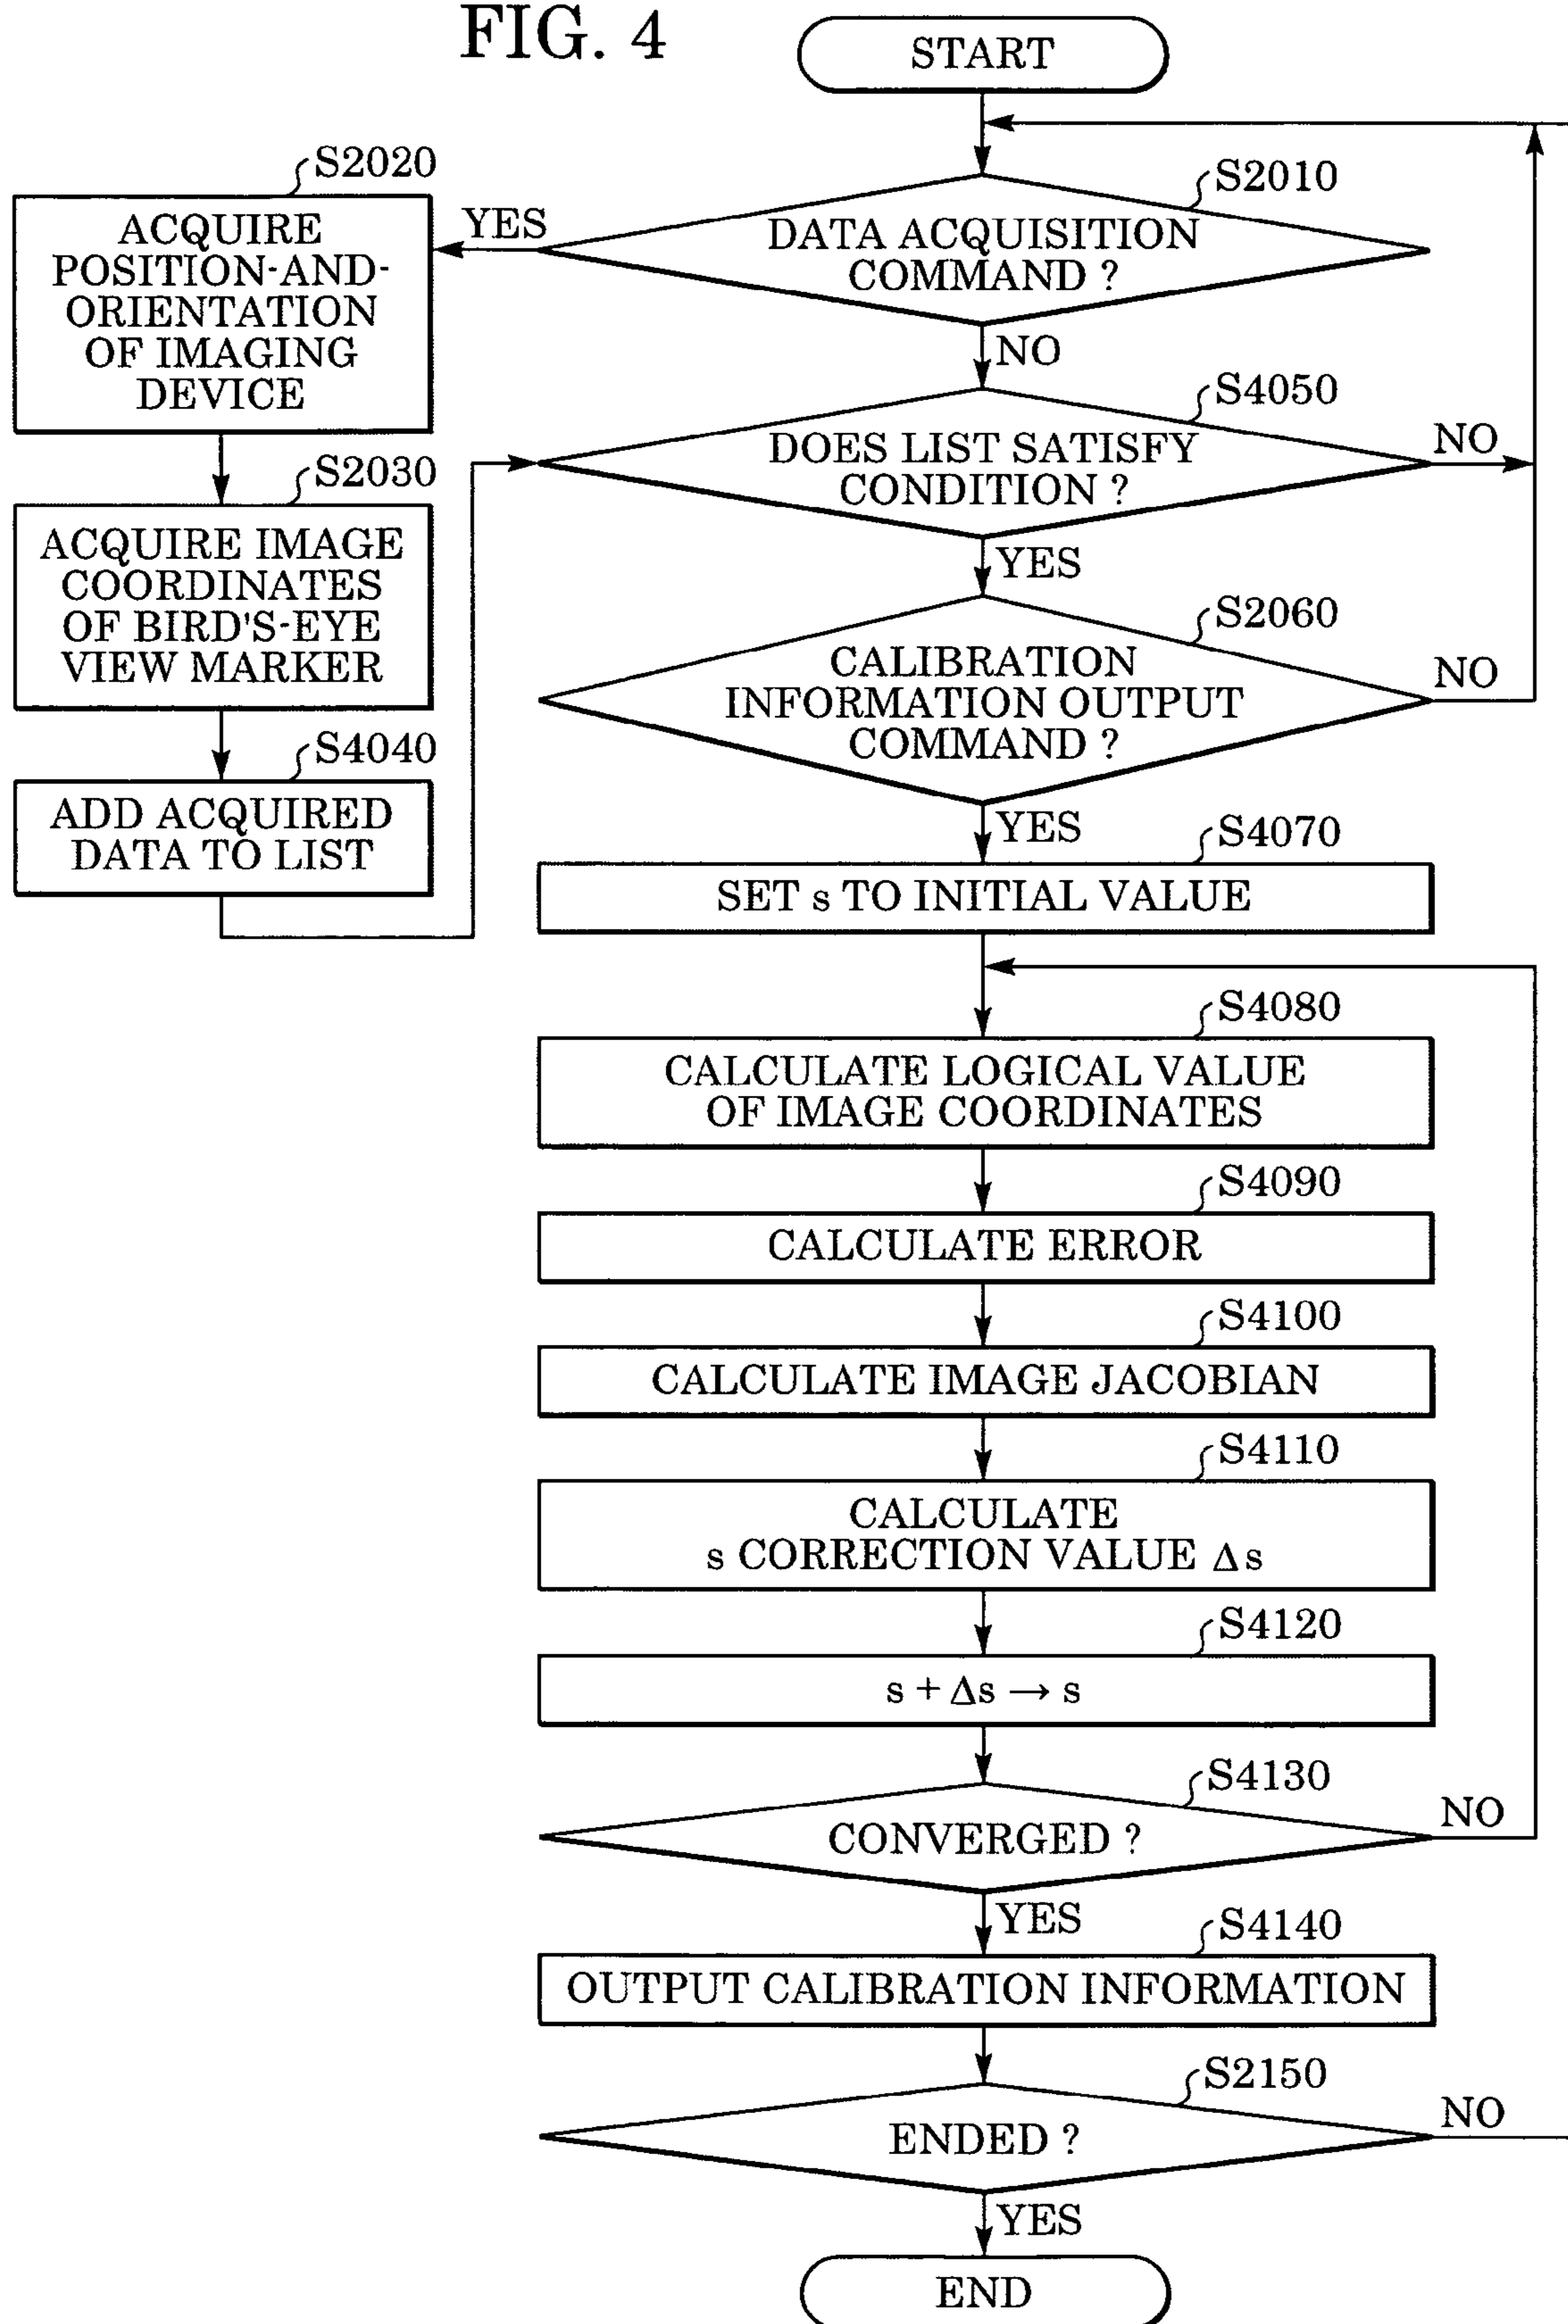 FIG. 4
START
S2010
DATA ACQUISITION
COMMAND ?
YES
NO
S2020
ACQUIRE
POSITION-AND-
ORIENTATION
OF IMAGING
DEVICE
S2030
ACQUIRE IMAGE
COORDINATES
OF BIRD'S-EYE
VIEW MARKER
S4040
ADD ACQUIRED
DATA TO LIST
S4050
DOES LIST SATISFY
CONDITION ?
NO
YES
S2060
CALIBRATION
INFORMATION OUTPUT
COMMAND ?
NO
YES
S4070
SET s TO INITIAL VALUE
S4080
CALCULATE LOGICAL VALUE
OF IMAGE COORDINATES
S4090
CALCULATE ERROR
S4100
CALCULATE IMAGE JACOBIAN
S4110
CALCULATE
s CORRECTION VALUE Δs
S4120
s + Δs → s
S4130
CONVERGED ?
NO
YES
S4140
OUTPUT CALIBRATION INFORMATION
S2150
ENDED ?
NO
YES
END